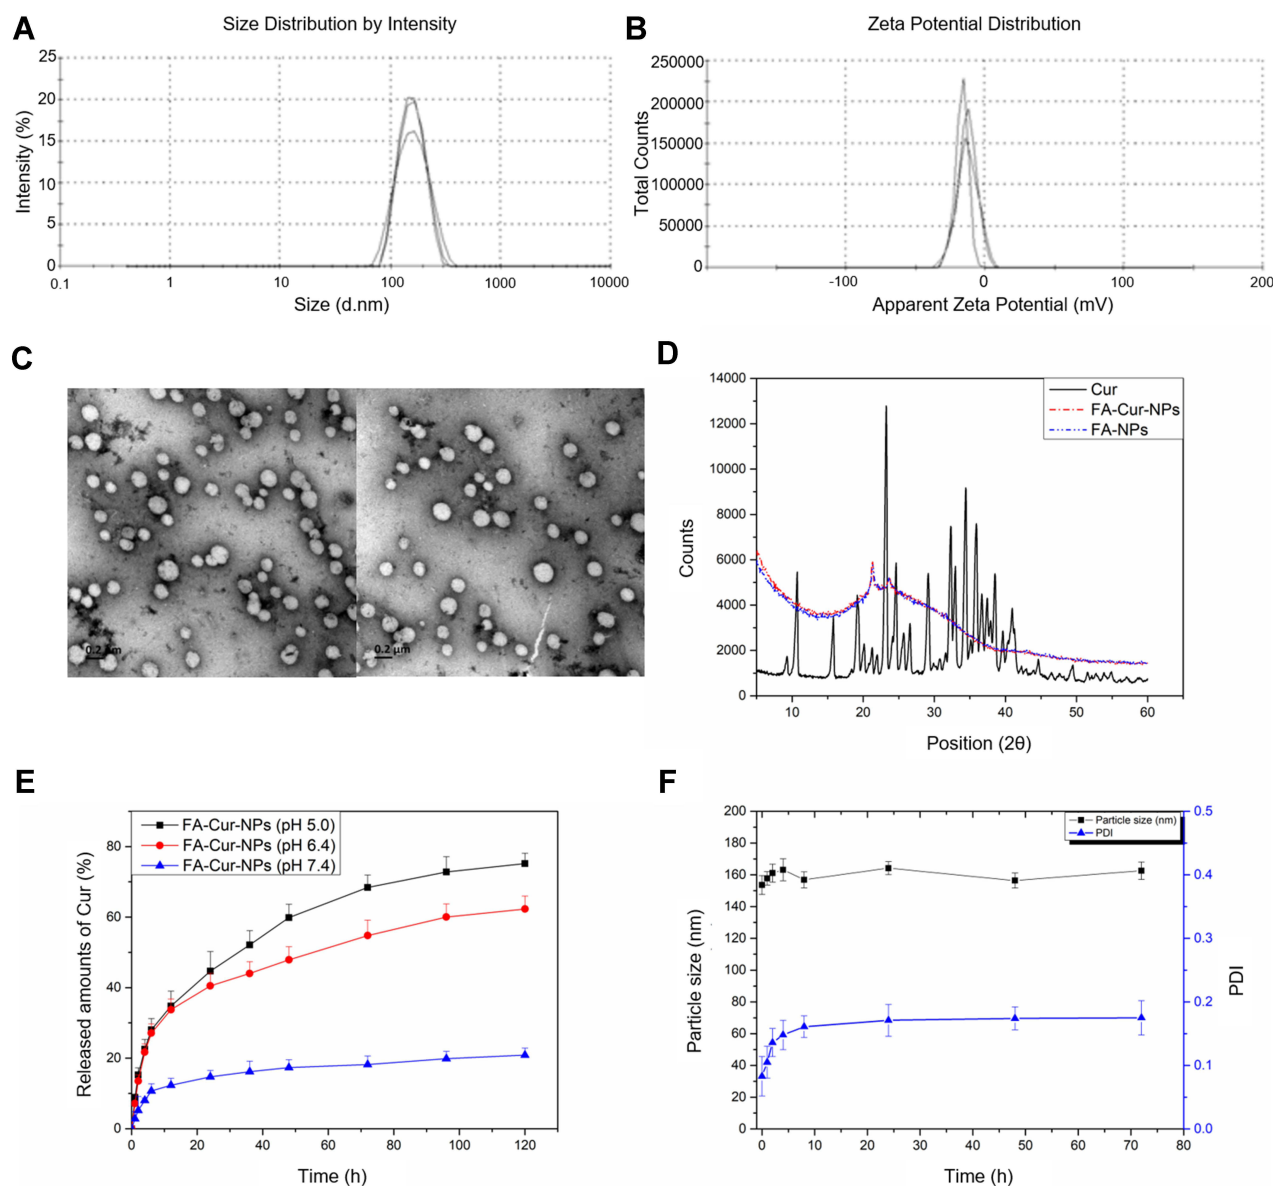 A
Size Distribution by Intensity
25
20
15
10
5
0
Intensity (%)
0.1 1 10 100 1000 10000
Size (d.nm)
B
Zeta Potential Distribution
250000
200000
150000
100000
50000
0
Total Counts
-100 0 100 200
Apparent Zeta Potential (mV)
C
0.2 µm
0.2 µm
D
14000
12000
10000
8000
6000
4000
2000
0
Counts
Cur
FA-Cur-NPs
FA-NPs
10 20 30 40 50 60
Position (2θ)
E
FA-Cur-NPs (pH 5.0)
FA-Cur-NPs (pH 6.4)
FA-Cur-NPs (pH 7.4)
80
60
40
20
0
Released amounts of Cur (%)
0 20 40 60 80 100 120
Time (h)
F
200
180
160
140
120
100
80
60
40
20
0
Particle size (nm)
Particle size (nm)
PDI
0.5
0.4
0.3
0.2
0.1
0.0
PDI
0 10 20 30 40 50 60 70 80
Time (h)